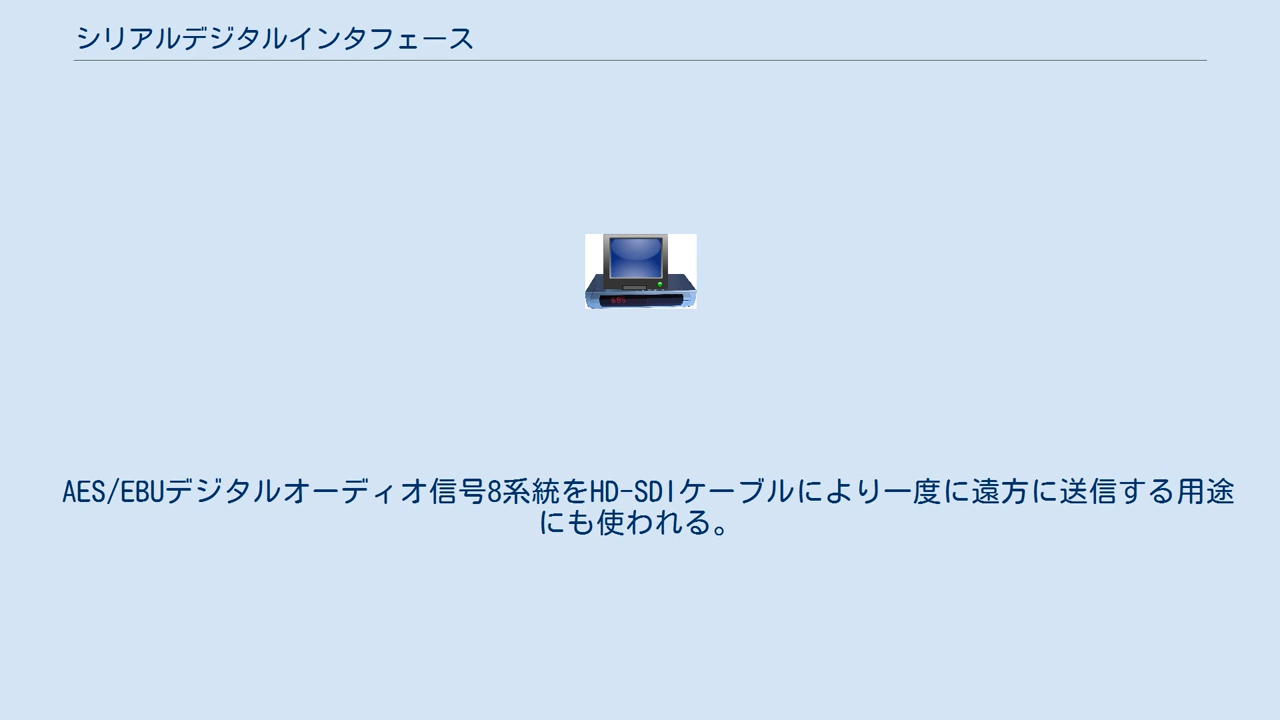 シリアルデジタルインタフェース
AES/EBUデジタルオーディオ信号8系統をHD-SDIケーブルにより一度に遠方に送信する用途
にも使われる。